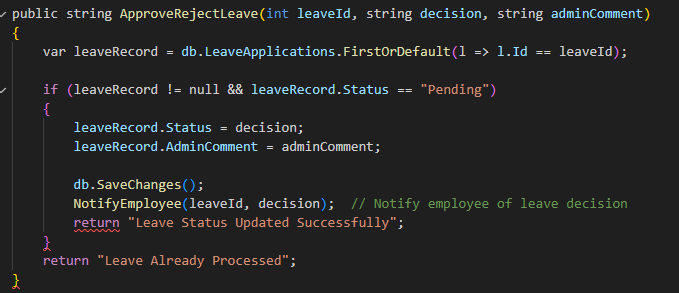 public string ApproveRejectLeave(int leaveId, string decision, string adminComment)
{
    var leaveRecord = db.LeaveApplications.FirstOrDefault(l => l.Id == leaveId);

    if (leaveRecord != null && leaveRecord.Status == "Pending")
    {
        leaveRecord.Status = decision;
        leaveRecord.AdminComment = adminComment;

        db.SaveChanges();
        NotifyEmployee(leaveId, decision);  // Notify employee of leave decision
        return "Leave Status Updated Successfully";
    }
    return "Leave Already Processed";
}